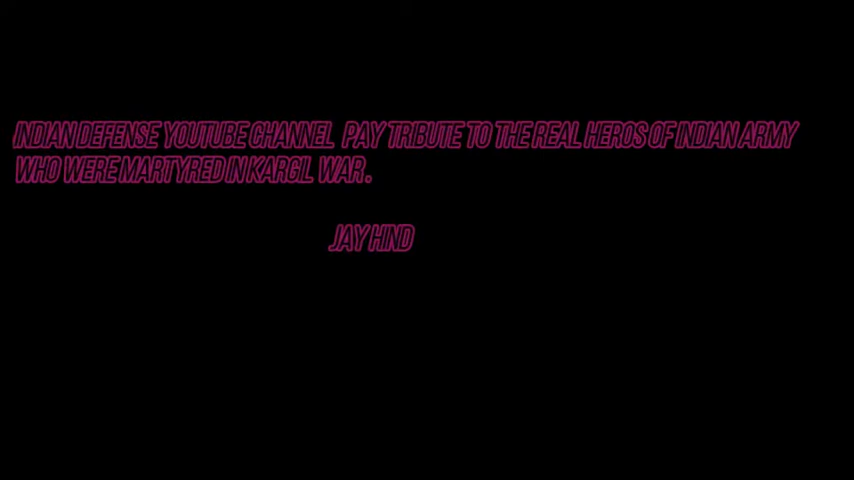 INDIAN DEFENSE YOUTUBE CHANNEL PAY TRIBUTE TO THE REAL HEROS OF INDIAN ARMY
WHO WERE MARTYRED IN KARGIL WAR.
JAY HIND